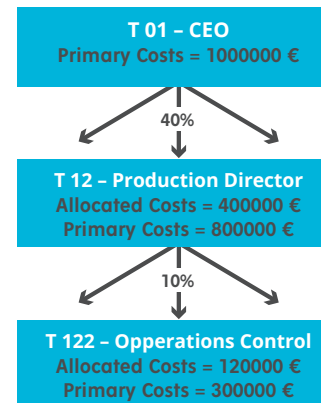 T 01 – CEO
Primary Costs = 1000000 €
40%
T 12 – Production Director
Allocated Costs = 400000 €
Primary Costs = 800000 €
10%
T 122 – Opperations Control
Allocated Costs = 120000 €
Primary Costs = 300000 €